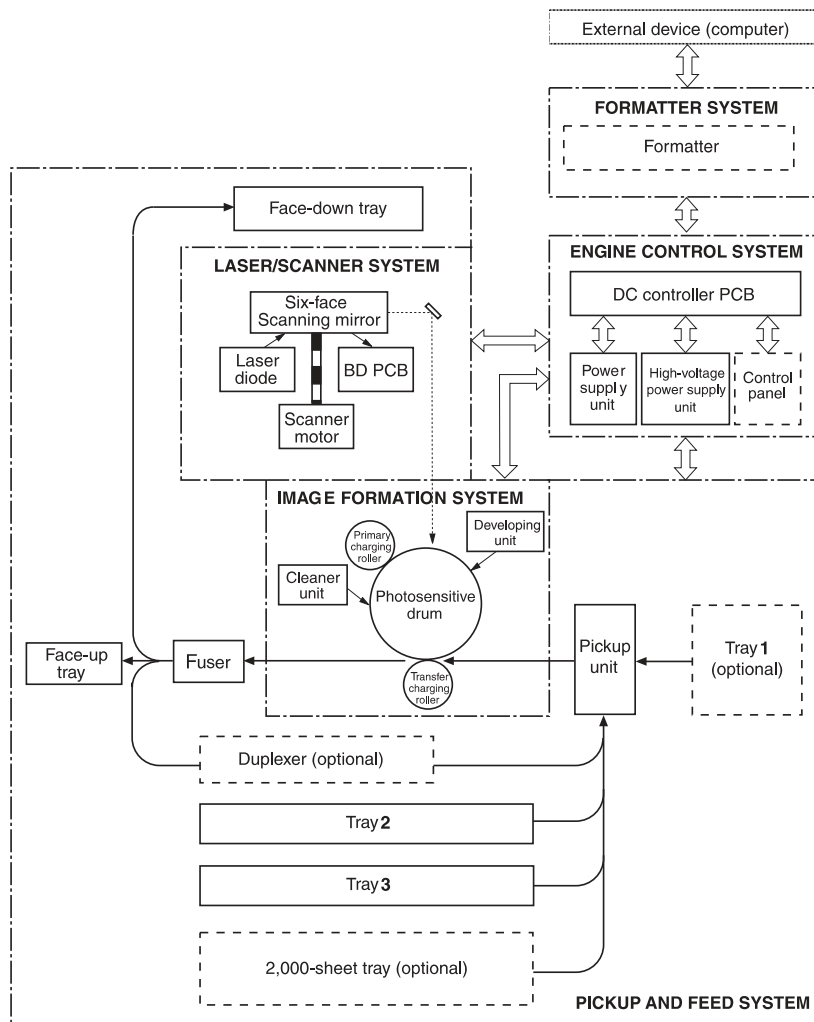 External device (computer)
FORMATTER SYSTEM
Formatter
Face-down tray
LASER/SCANNER SYSTEM
Six-face
Scanning mirror
Laser
diode
BD PCB
Scanner
motor
ENGINE CONTROL SYSTEM
DC controller PCB
Power
supply
unit
High-voltage
power supply
unit
Control
panel
IMAGE FORMATION SYSTEM
Primary
charging
roller
Developing
unit
Cleaner
unit
Photosensitive
drum
Transfer
charging
roller
Face-up
tray
Fuser
Pickup
unit
Tray 1
(optional)
Duplexer (optional)
Tray 2
Tray 3
2,000-sheet tray (optional)
PICKUP AND FEED SYSTEM